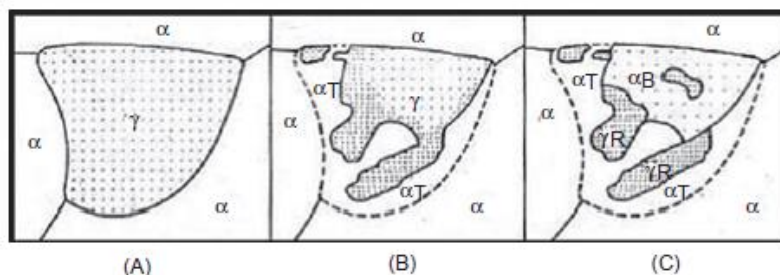 α α α
αT γ αT αB
γ α α
α γR
αT γR
α α αT α
(A) (B) (C)